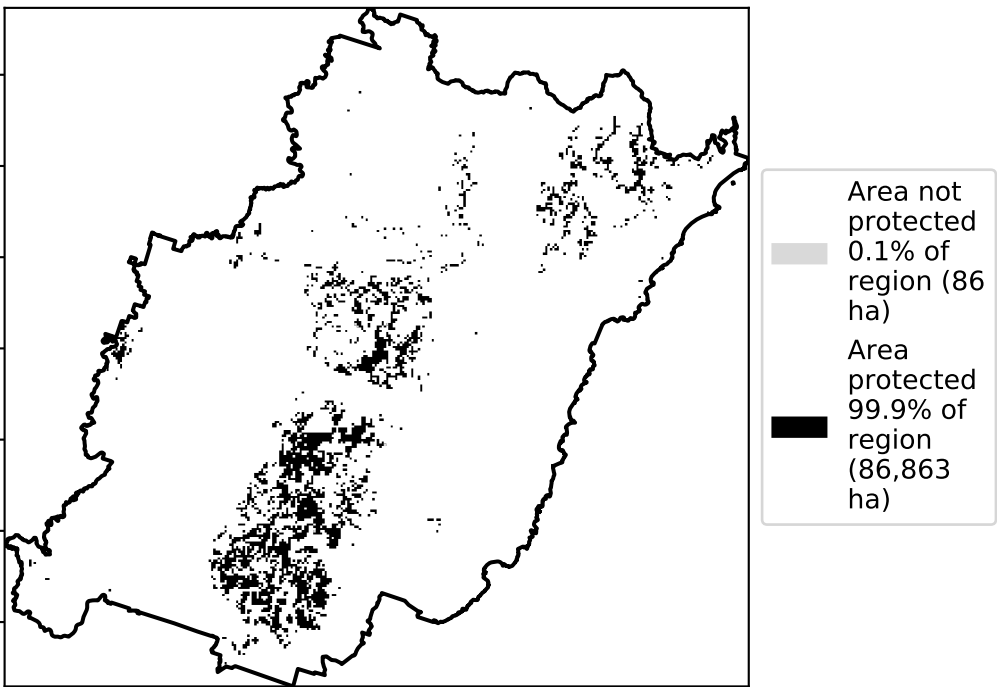 Area not
protected
0.1% of
region (86
ha)
Area
protected
99.9% of
region
(86,863
ha)